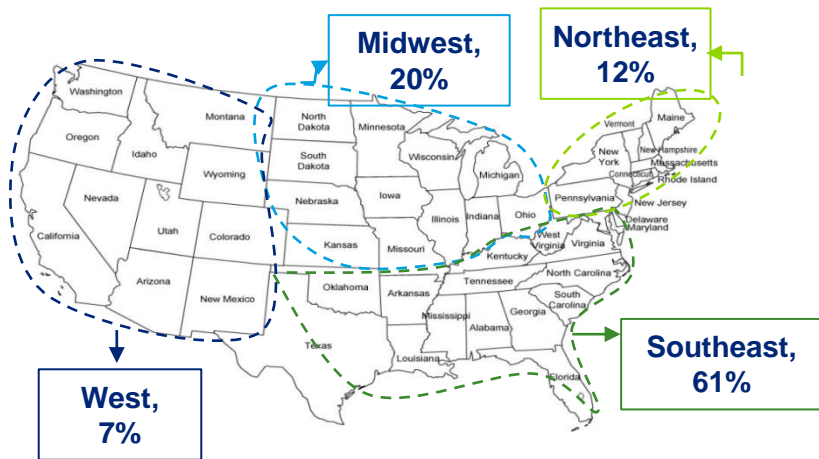 Midwest,
20%
Northeast,
12%
Washington
Oregon
California
Nevada
Idaho
Montana
Wyoming
Utah
Colorado
Arizona
New Mexico
North
Dakota
South
Dakota
Nebraska
Kansas
Minnesota
Iowa
Missouri
Wisconsin
Illinois
Michigan
Indiana
Ohio
Vermont
Maine
New
York
New Hampshire
Massachusetts
Connecticut
Rhode Island
Pennsylvania
New Jersey
Delaware
Maryland
West
Virginia
Virginia
Kentucky
North Carolina
Tennessee
South
Carolina
Oklahoma
Arkansas
Mississippi
Alabama
Georgia
Texas
Louisiana
Florida
Southeast,
61%
West,
7%